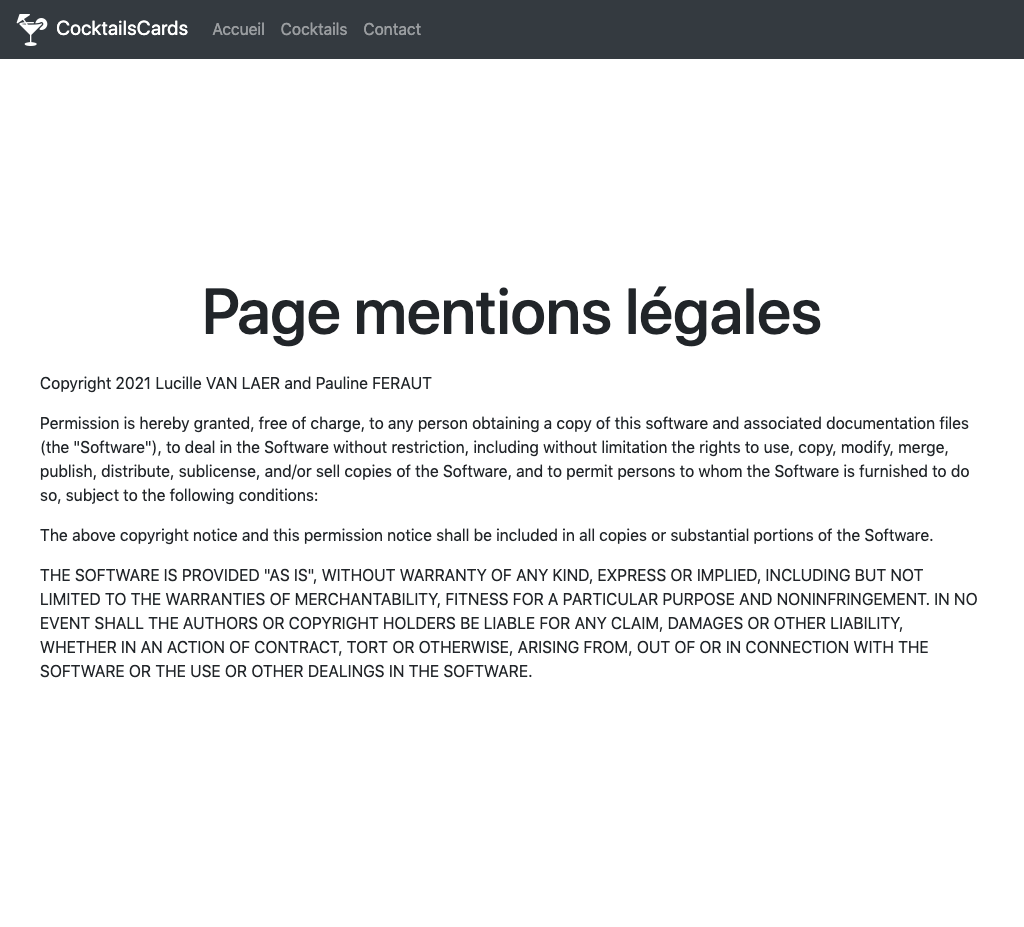 CocktailsCards Accueil Cocktails Contact
Page mentions légales
Copyright 2021 Lucille VAN LAER and Pauline FERAUT
Permission is hereby granted, free of charge, to any person obtaining a copy of this software and associated documentation files
(the "Software"), to deal in the Software without restriction, including without limitation the rights to use, copy, modify, merge,
publish, distribute, sublicense, and/or sell copies of the Software, and to permit persons to whom the Software is furnished to do
so, subject to the following conditions:
The above copyright notice and this permission notice shall be included in all copies or substantial portions of the Software.
THE SOFTWARE IS PROVIDED "AS IS", WITHOUT WARRANTY OF ANY KIND, EXPRESS OR IMPLIED, INCLUDING BUT NOT
LIMITED TO THE WARRANTIES OF MERCHANTABILITY, FITNESS FOR A PARTICULAR PURPOSE AND NONINFRINGEMENT. IN NO
EVENT SHALL THE AUTHORS OR COPYRIGHT HOLDERS BE LIABLE FOR ANY CLAIM, DAMAGES OR OTHER LIABILITY,
WHETHER IN AN ACTION OF CONTRACT, TORT OR OTHERWISE, ARISING FROM, OUT OF OR IN CONNECTION WITH THE
SOFTWARE OR THE USE OR OTHER DEALINGS IN THE SOFTWARE.